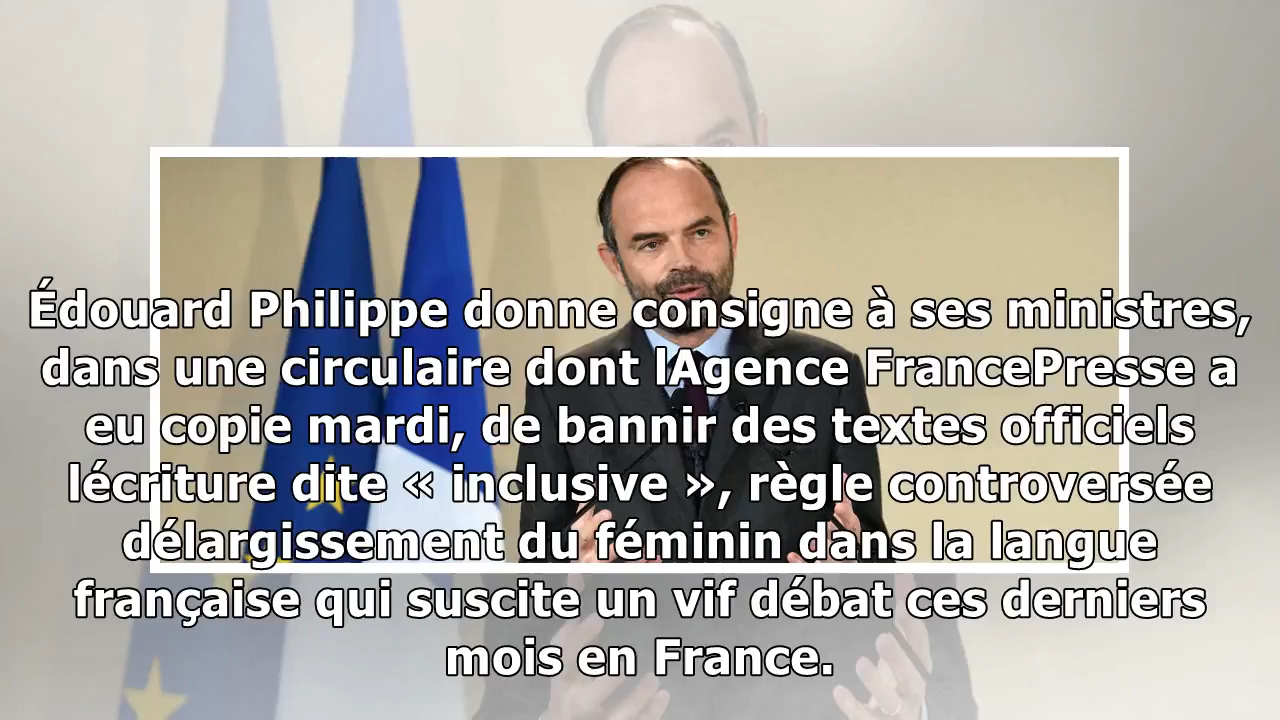 Édouard Philippe donne consigne à ses ministres,
dans une circulaire dont lAgence FrancePresse a
eu copie mardi, de bannir des textes officiels
lécriture dite « inclusive », règle controversée
délargissement du féminin dans la langue
française qui suscite un vif débat ces derniers
mois en France.